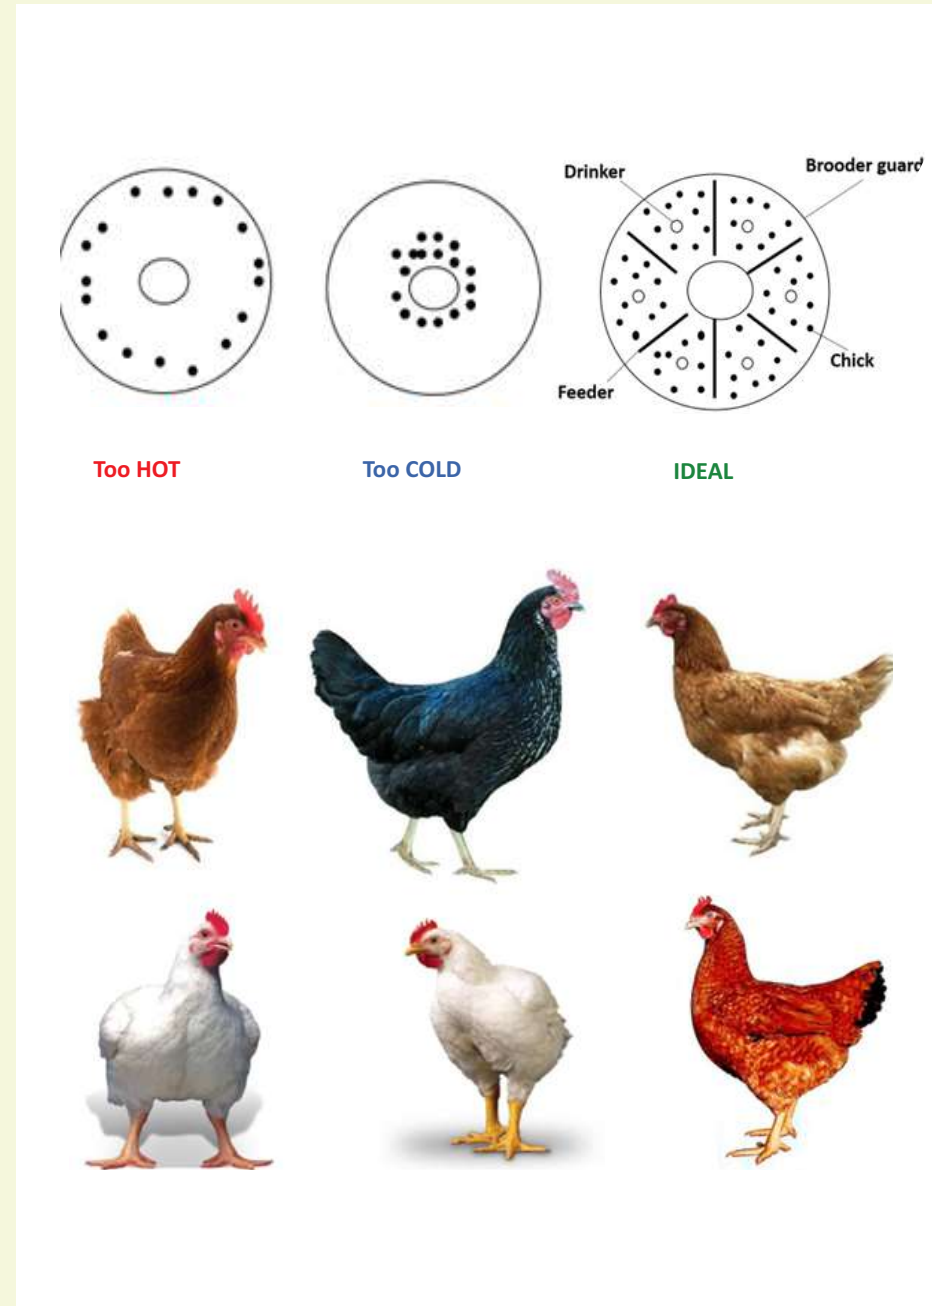 Drinker
Brooder guard
Chick
Feeder
Too HOT
Too COLD
IDEAL